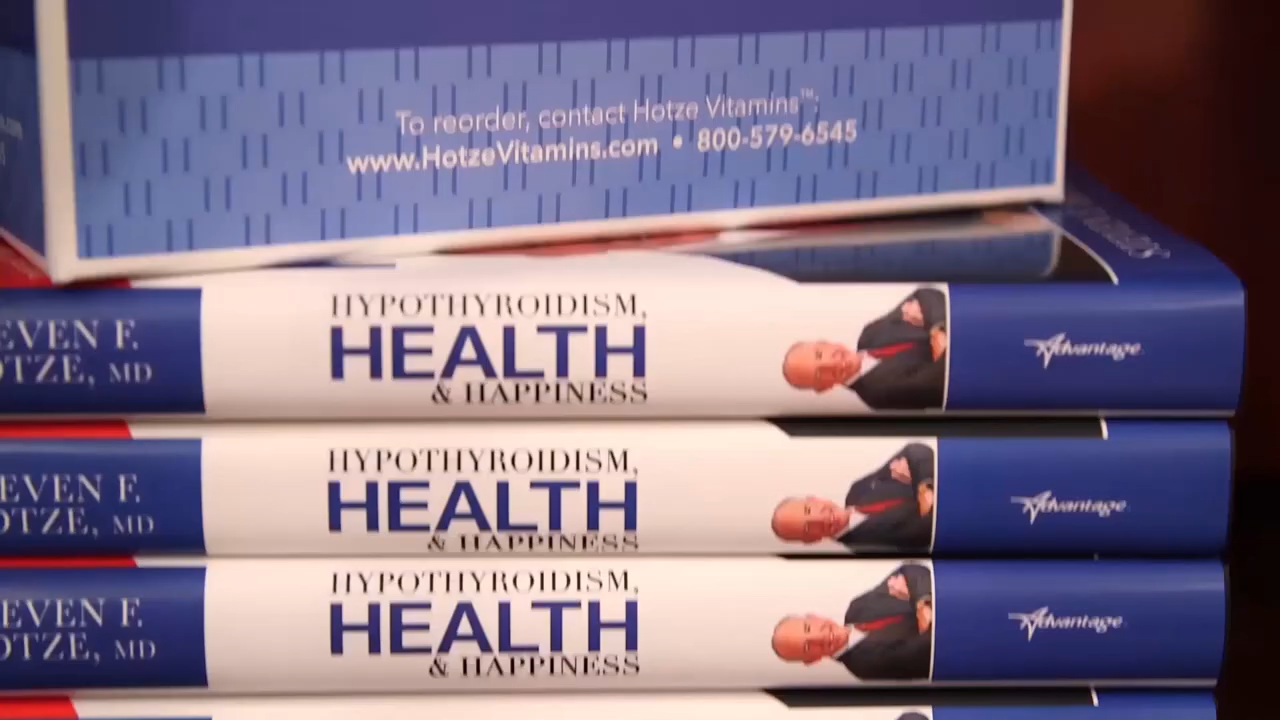 To reorder, contact Hotze Vitamins™;
www.HotzeVitamins.com • 800-579-6545
EVEN F.
OTZE, MD
HYPOTHYROIDISM,
HEALTH
& HAPPINESS
Advantage
EVEN F.
OTZE, MD
HYPOTHYROIDISM,
HEALTH
& HAPPINESS
Advantage
EVEN F.
OTZE, MD
HYPOTHYROIDISM,
HEALTH
& HAPPINESS
Advantage